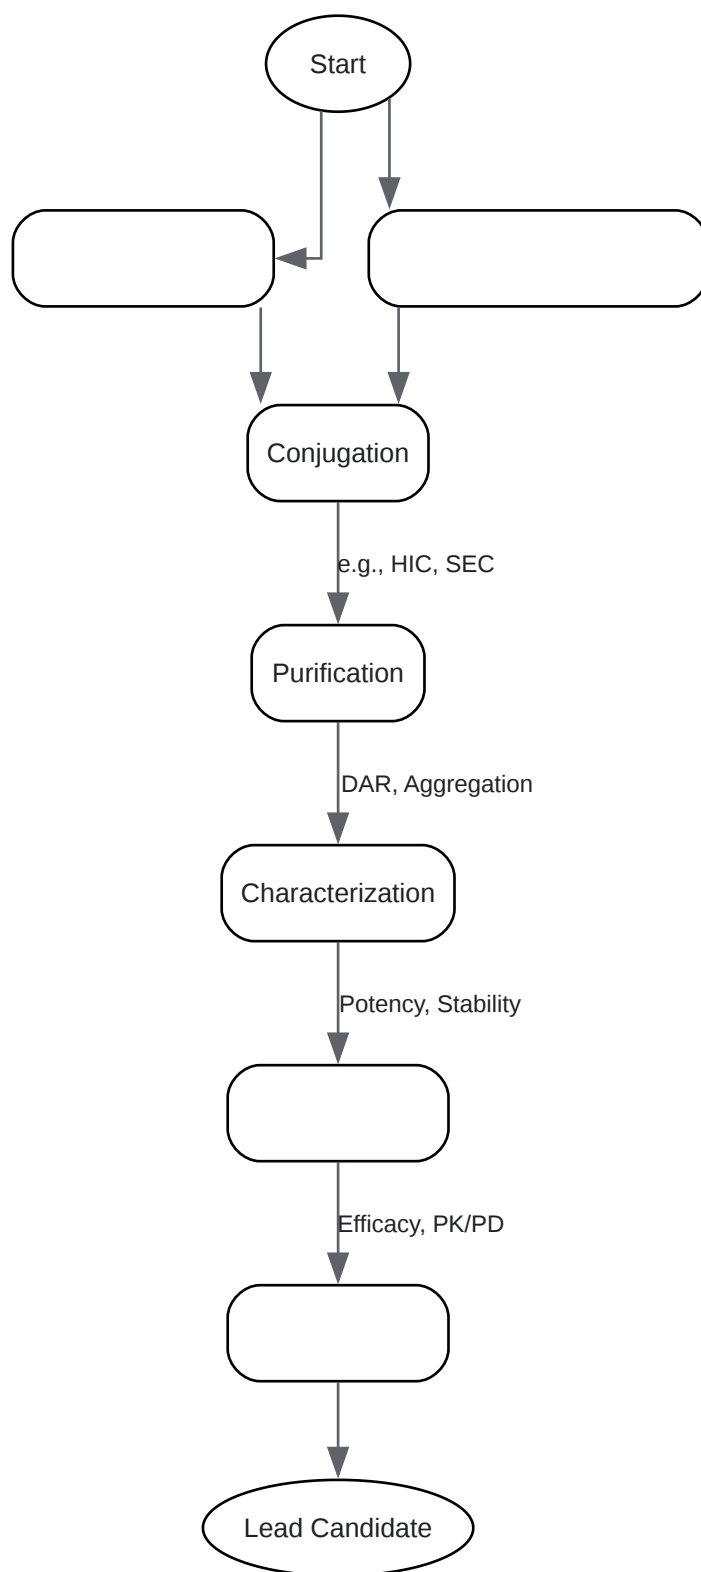 Start
Conjugation
e.g., HIC, SEC
Purification
DAR, Aggregation
Characterization
Potency, Stability
Efficacy, PK/PD
Lead Candidate